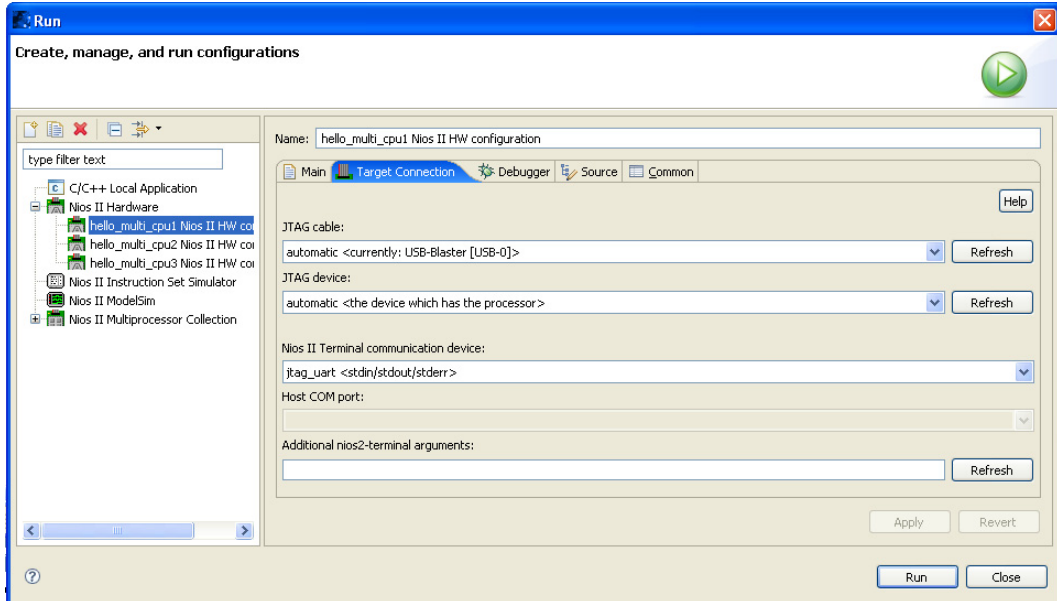 Run
Create, manage, and run configurations
type filter text
C/C++ Local Application
Nios II Hardware
hello_multi_cpu1 Nios II HW co
hello_multi_cpu2 Nios II HW co
hello_multi_cpu3 Nios II HW co
Nios II Instruction Set Simulator
Nios II ModelSim
Nios II Multiprocessor Collection
Name: hello_multi_cpu1 Nios II HW configuration
Main Target Connection Debugger Source Common
Help
JTAG cable:
automatic <currently: USB-Blaster [USB-0]> Refresh
JTAG device:
automatic <the device which has the processor> Refresh
Nios II Terminal communication device:
jtag_uart <stdin/stdout/stderr>
Host COM port:
Additional nios2-terminal arguments:
Refresh
Apply Revert
Run Close